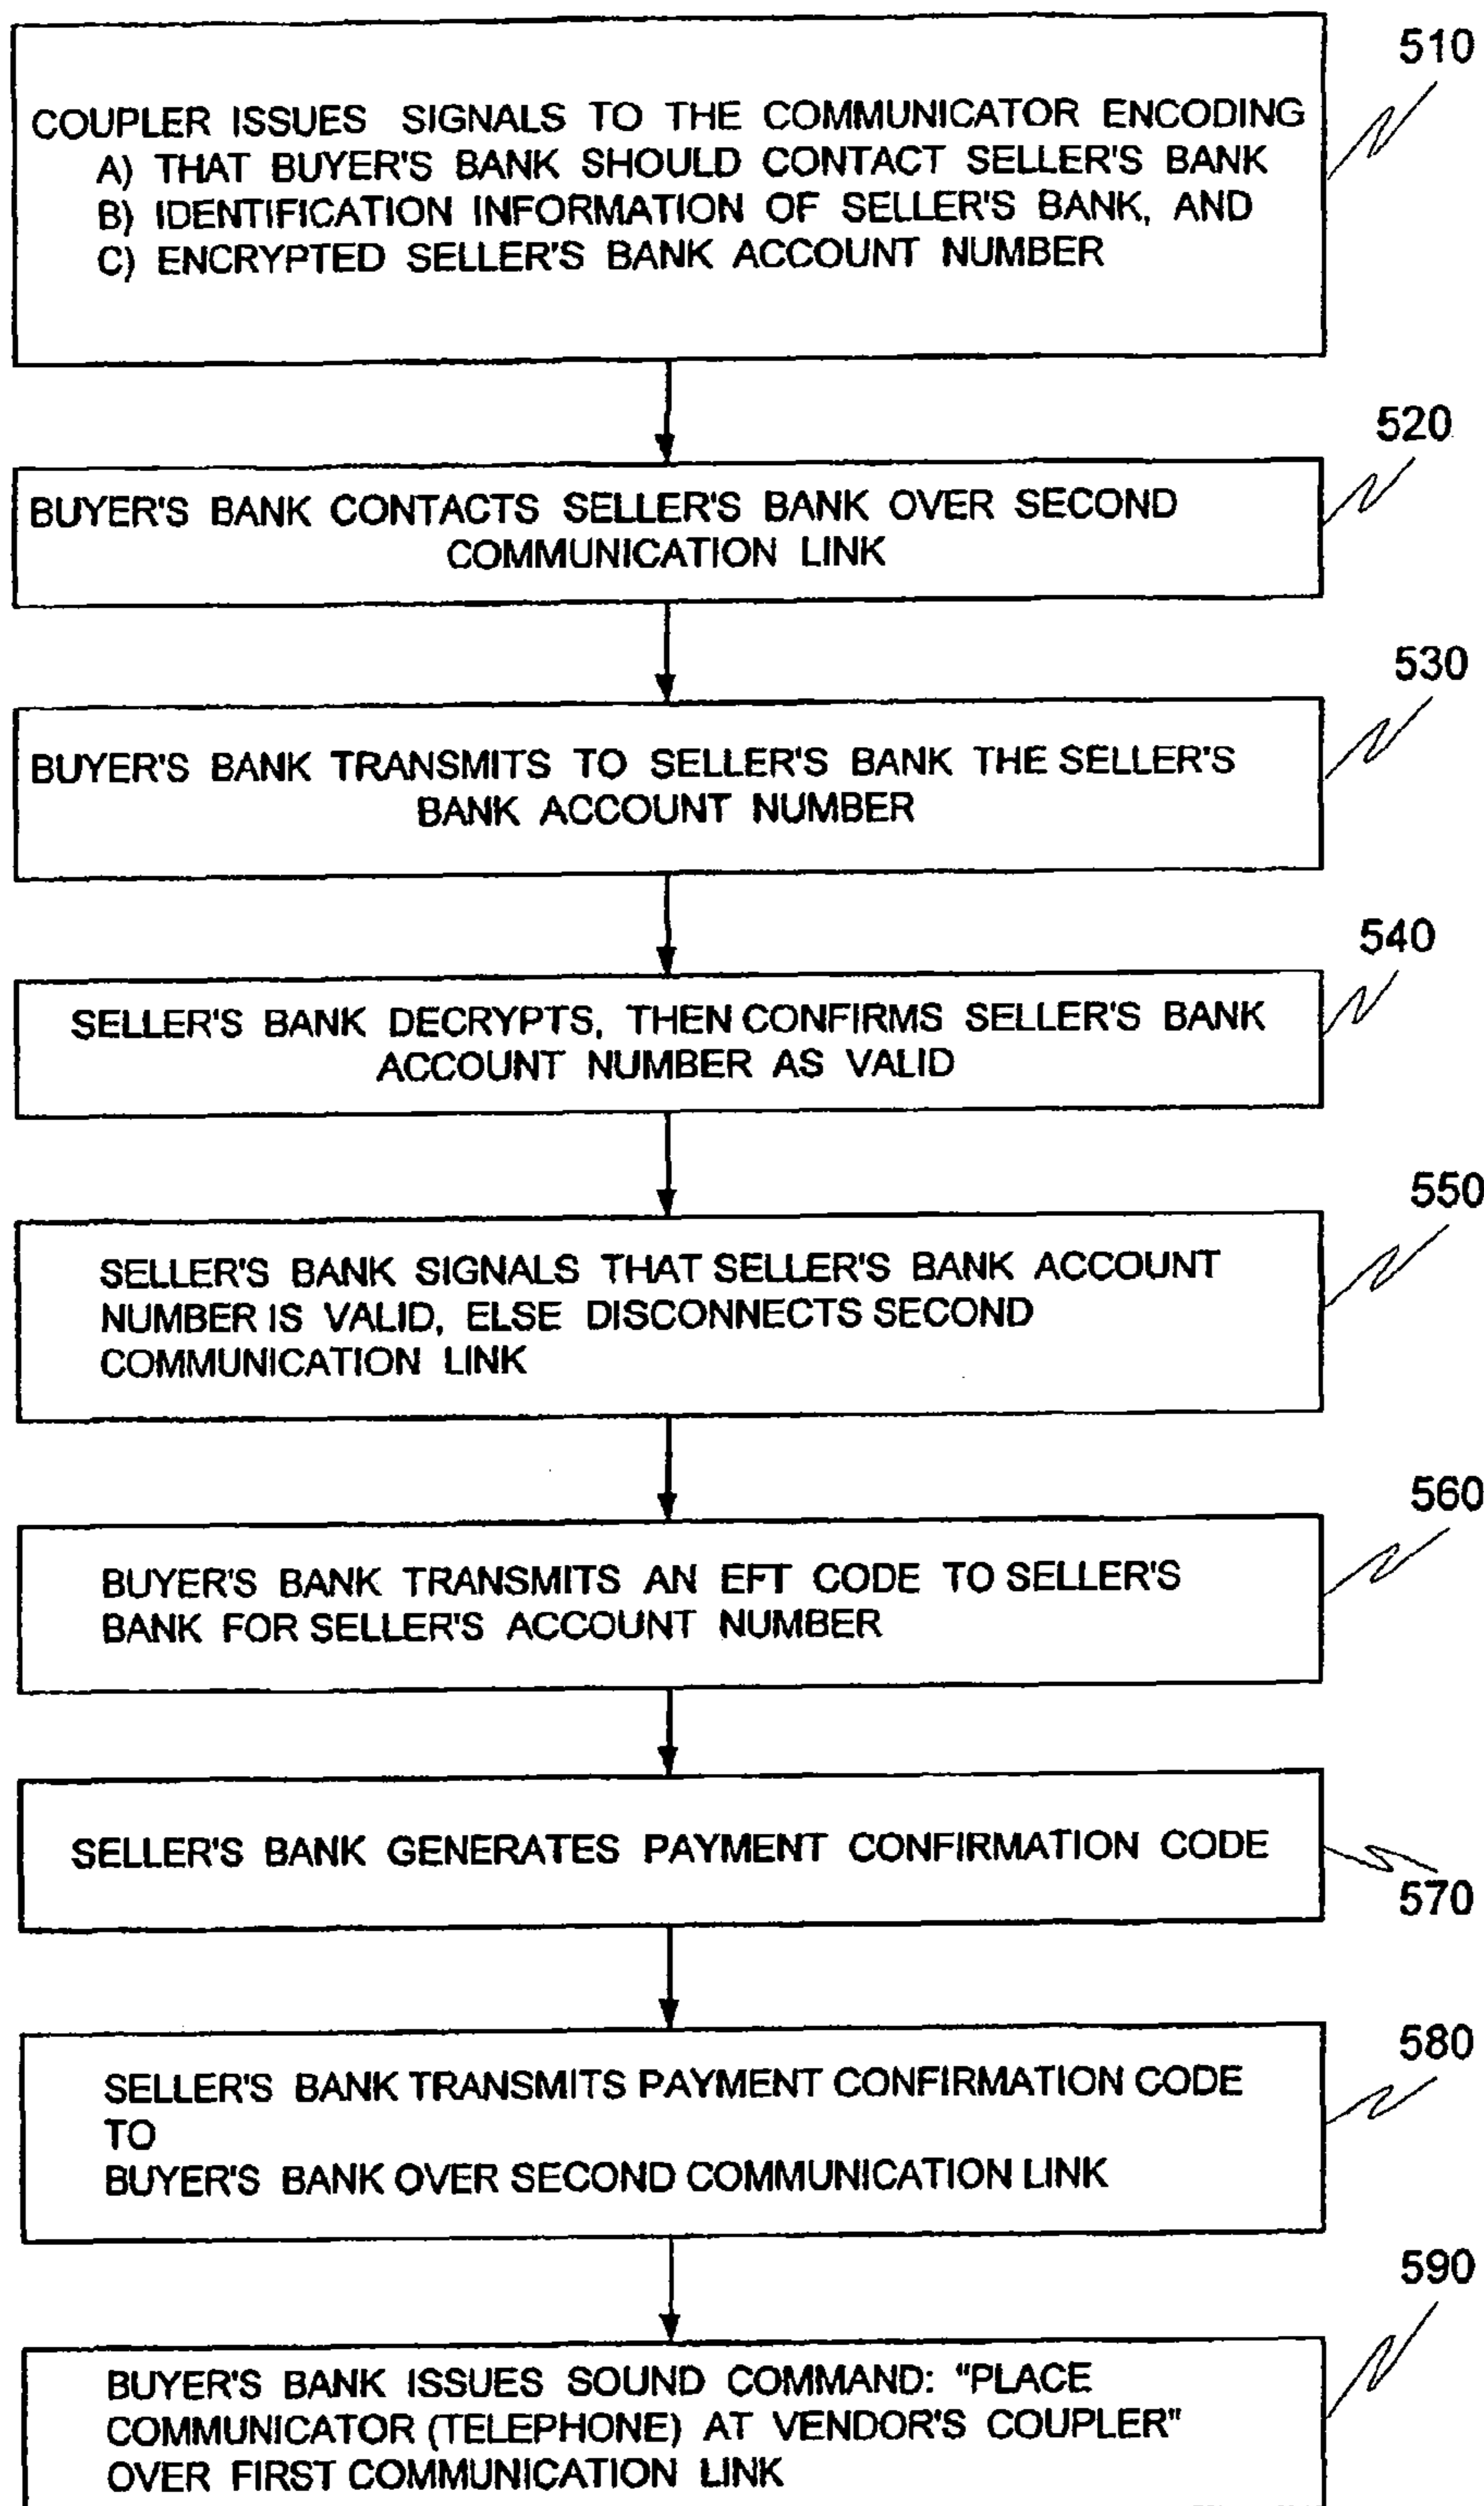 510
COUPLER ISSUES SIGNALS TO THE COMMUNICATOR ENCODING
A) THAT BUYER'S BANK SHOULD CONTACT SELLER'S BANK
B) IDENTIFICATION INFORMATION OF SELLER'S BANK, AND
C) ENCRYPTED SELLER'S BANK ACCOUNT NUMBER
520
BUYER'S BANK CONTACTS SELLER'S BANK OVER SECOND
COMMUNICATION LINK
530
BUYER'S BANK TRANSMITS TO SELLER'S BANK THE SELLER'S
BANK ACCOUNT NUMBER
540
SELLER'S BANK DECRYPTS, THEN CONFIRMS SELLER'S BANK
ACCOUNT NUMBER AS VALID
550
SELLER'S BANK SIGNALS THAT SELLER'S BANK ACCOUNT
NUMBER IS VALID, ELSE DISCONNECTS SECOND
COMMUNICATION LINK
560
BUYER'S BANK TRANSMITS AN EFT CODE TO SELLER'S
BANK FOR SELLER'S ACCOUNT NUMBER
SELLER'S BANK GENERATES PAYMENT CONFIRMATION CODE
570
580
SELLER'S BANK TRANSMITS PAYMENT CONFIRMATION CODE
TO
BUYER'S BANK OVER SECOND COMMUNICATION LINK
590
BUYER'S BANK ISSUES SOUND COMMAND: "PLACE
COMMUNICATOR (TELEPHONE) AT VENDOR'S COUPLER"
OVER FIRST COMMUNICATION LINK